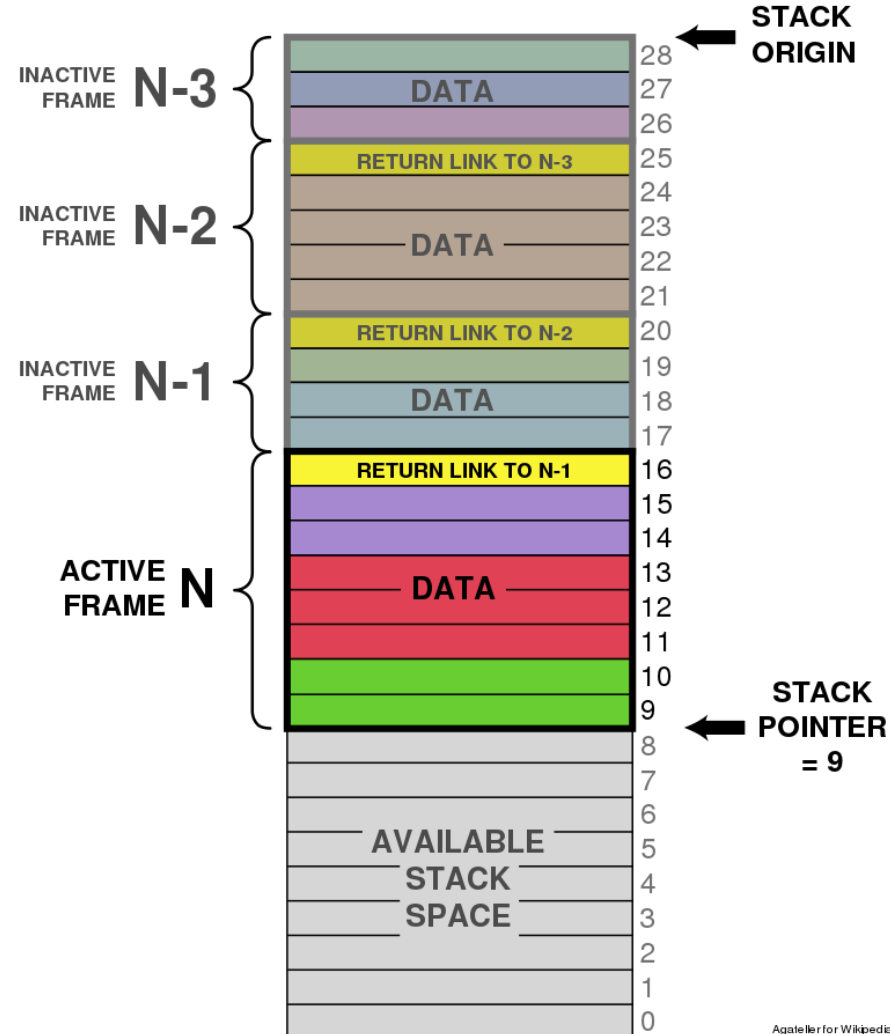 STACK
ORIGIN
28
INACTIVE
FRAME N-3
DATA
27
26
RETURN LINK TO N-3
25
24
INACTIVE
FRAME N-2
23
DATA
22
21
RETURN LINK TO N-2
20
19
INACTIVE
FRAME N-1
DATA
18
17
RETURN LINK TO N-1
16
15
14
ACTIVE
FRAME N
13
DATA
12
11
10
9
STACK
POINTER
= 9
8
7
6
AVAILABLE
5
STACK
4
SPACE
3
2
1
0
Agateller for Wikipedia